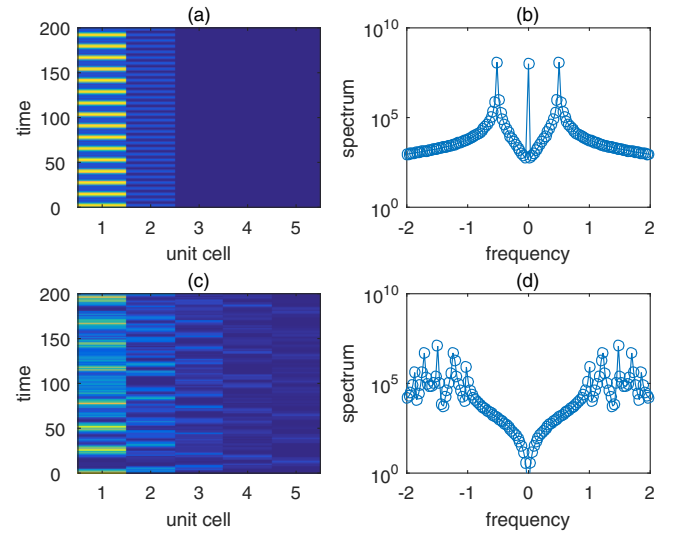 (a)
200
150
100
50
0
time
1 2 3 4 5
unit cell
(b)
10^10
10^5
10^0
spectrum
-2 -1 0 1 2
frequency
(c)
200
150
100
50
0
time
1 2 3 4 5
unit cell
(d)
10^10
10^5
10^0
spectrum
-2 -1 0 1 2
frequency